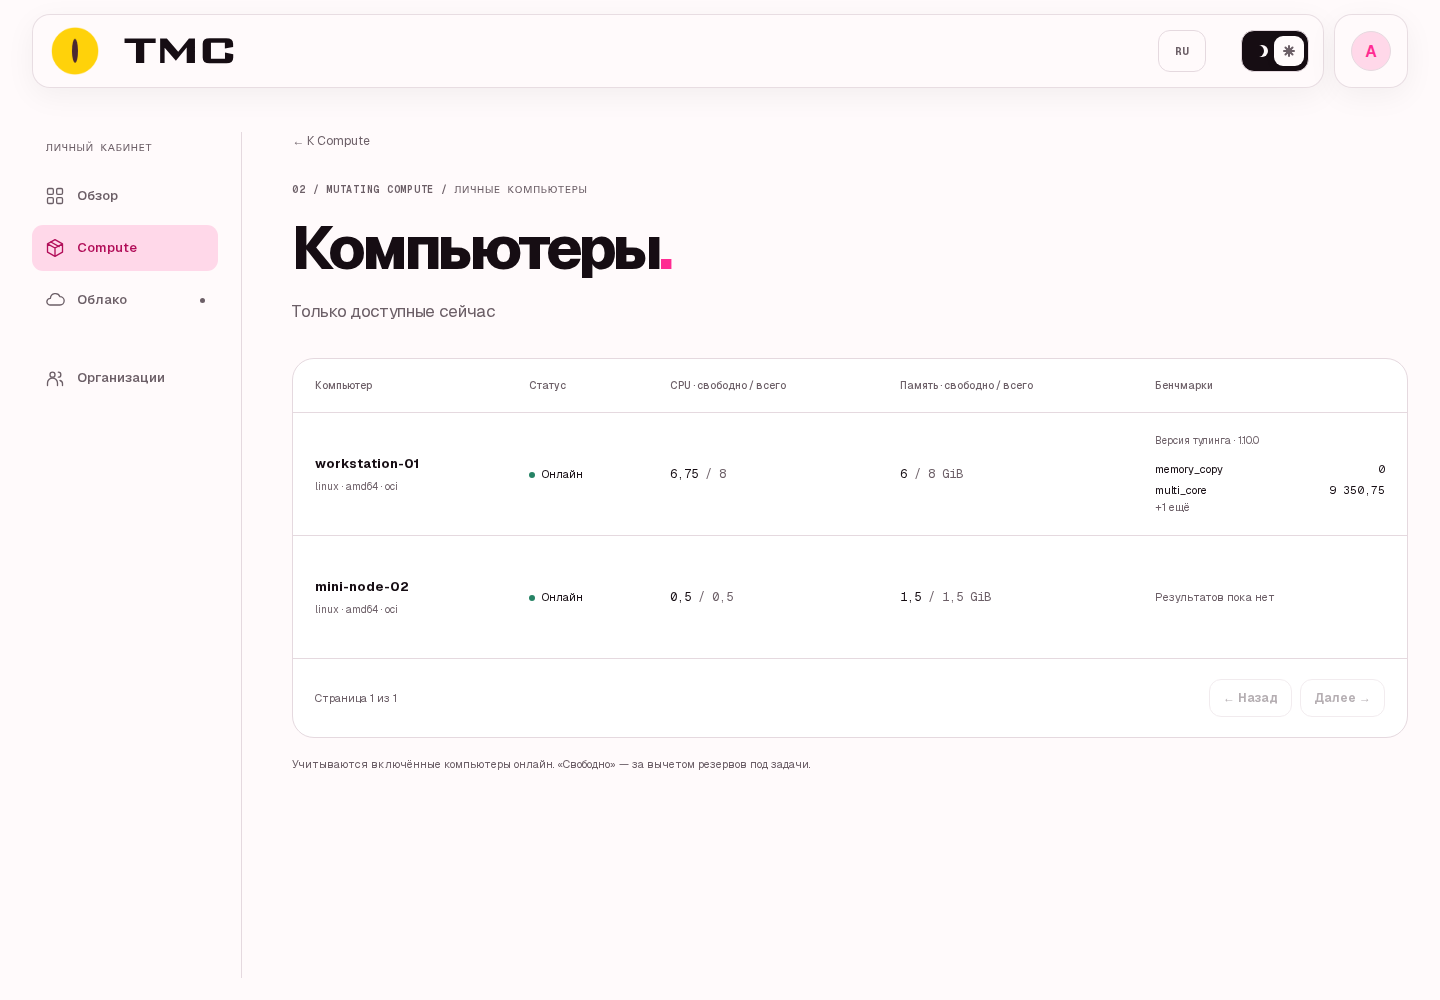 TMC
RU
A
ЛИЧНЫЙ КАБИНЕТ
Обзор
Compute
Облако
Организации
← К Compute
02 / MUTATING COMPUTE / ЛИЧНЫЕ КОМПЬЮТЕРЫ
Компьютеры.
Только доступные сейчас
Компьютер Статус CPU · свободно / всего Память · свободно / всего Бенчмарки
workstation-01
linux · amd64 · oci
Онлайн
6,75 / 8
6 / 8 GiB
Версия тулинга · 1.10.0
memory_copy 0
multi_core 9 350,75
+1 ещё
mini-node-02
linux · amd64 · oci
Онлайн
0,5 / 0,5
1,5 / 1,5 GiB
Результатов пока нет
Страница 1 из 1
← Назад
Далее →
Учитываются включённые компьютеры онлайн. «Свободно» — за вычетом резервов под задачи.